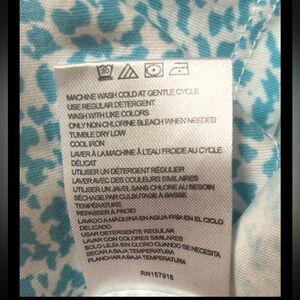 MACHINE WASH COLD AT GENTLE CYCLE
USE REGULAR DETERGENT
WASH WITH LIKE COLORS
ONLY NON-CHLORINE BLEACH WHEN NEEDED
TUMBLE DRY LOW
COOL IRON
LAVER À LA MACHINE À L'EAU FROIDE AU CYCLE
DÉLICAT
UTILISER UN DÉTERGENT RÉGULIER
LAVER AVEC DES COULEURS SIMILAIRES
UTILISER UN JAVEL SANS CHLORE AU BESOIN
SÉCHAGE PAR CULBUTAGE À BASSE
TEMPÉRATURE
REPASSER À FROID
LAVADO A MAQUINA EN AGUA FRÍA EN EL CICLO
DELICADO
USAR DETERGENTE REGULAR
LAVAR CON COLORES SIMILARES
SOLO LEJÍA SIN CLORO CUANDO SE NECESITA
SECAR A BAJA TEMPERATURA
PLANCHAR A BAJA TEMPERATURA
RN157918